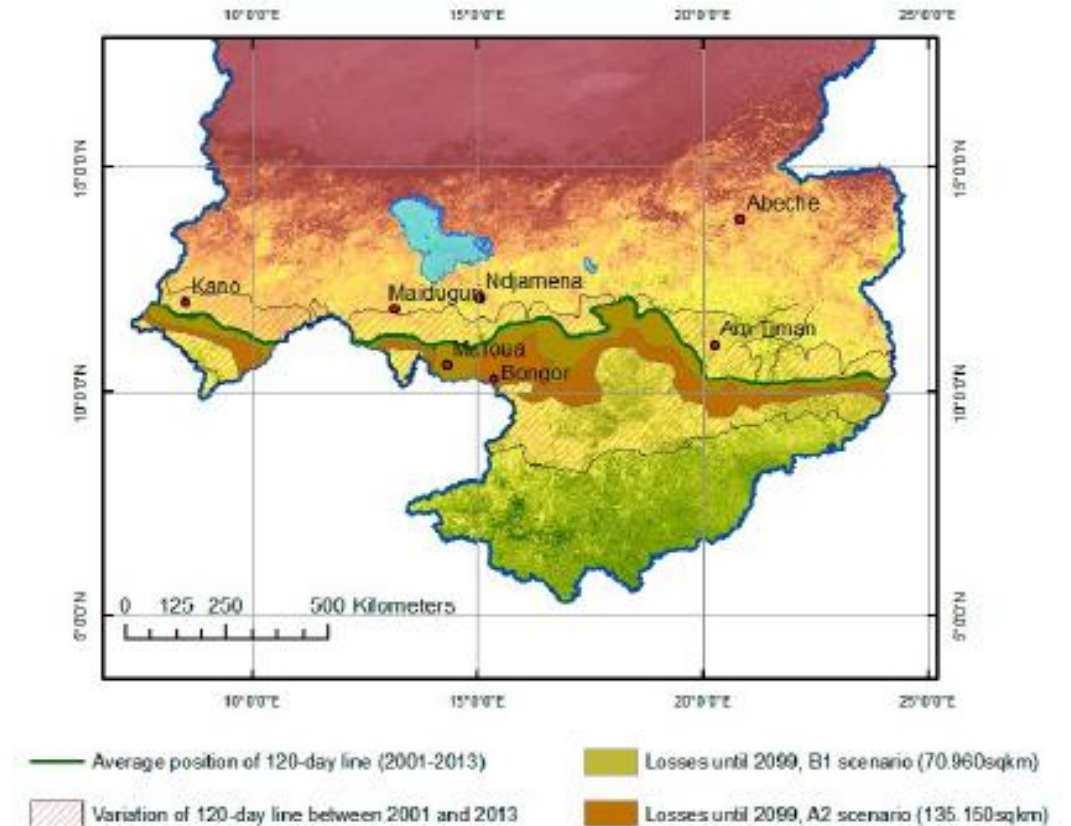 10°0'0"E 15°0'0"E 20°0'0"E 25°0'0"E
15°0'0"N 15°0'0"N
Abeche
Kano
Maiduguri Ndjamena
Am Timan
Maroua
Bongor
10°0'0"N 10°0'0"N
0 125 250 500 Kilometers
5°0'0"N 5°0'0"N
10°0'0"E 15°0'0"E 20°0'0"E 25°0'0"E
Average position of 120-day line (2001-2013) Losses until 2099, B1 scenario (70.960sqkm)
Variation of 120-day line between 2001 and 2013 Losses until 2099, A2 scenario (135.150sqkm)